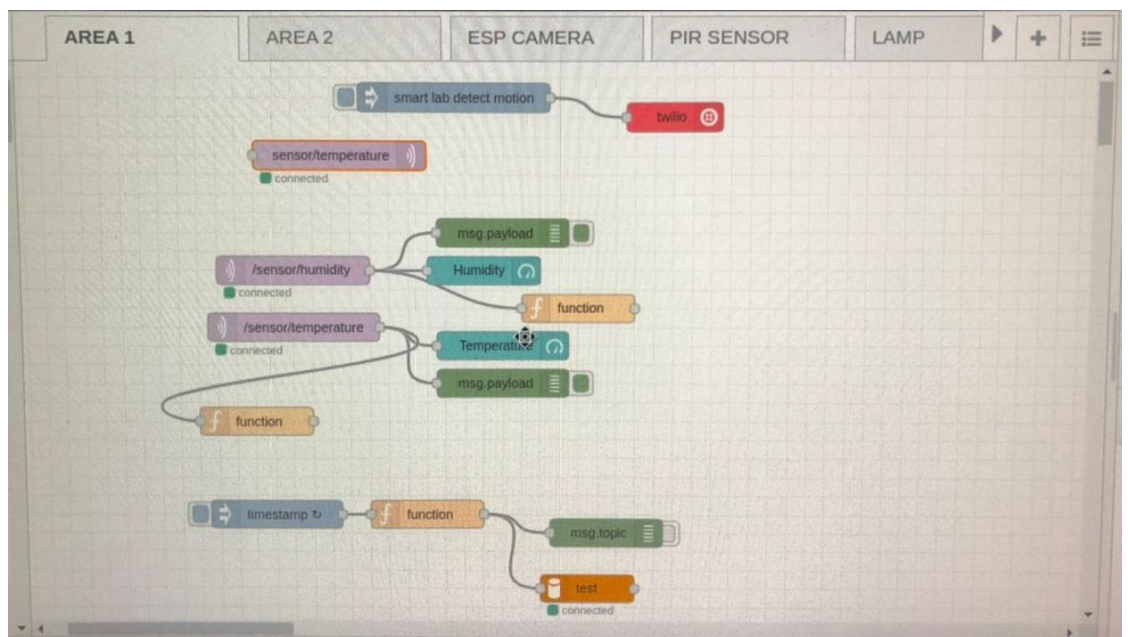 AREA 1
AREA 2
ESP CAMERA
PIR SENSOR
LAMP
smart lab detect motion
twilio
sensor/temperature
connected
msg.payload
/sensor/humidity
Humidity
connected
function
/sensor/temperature
Temperature
connected
msg.payload
function
timestamp ↻
function
msg.topic
test
connected